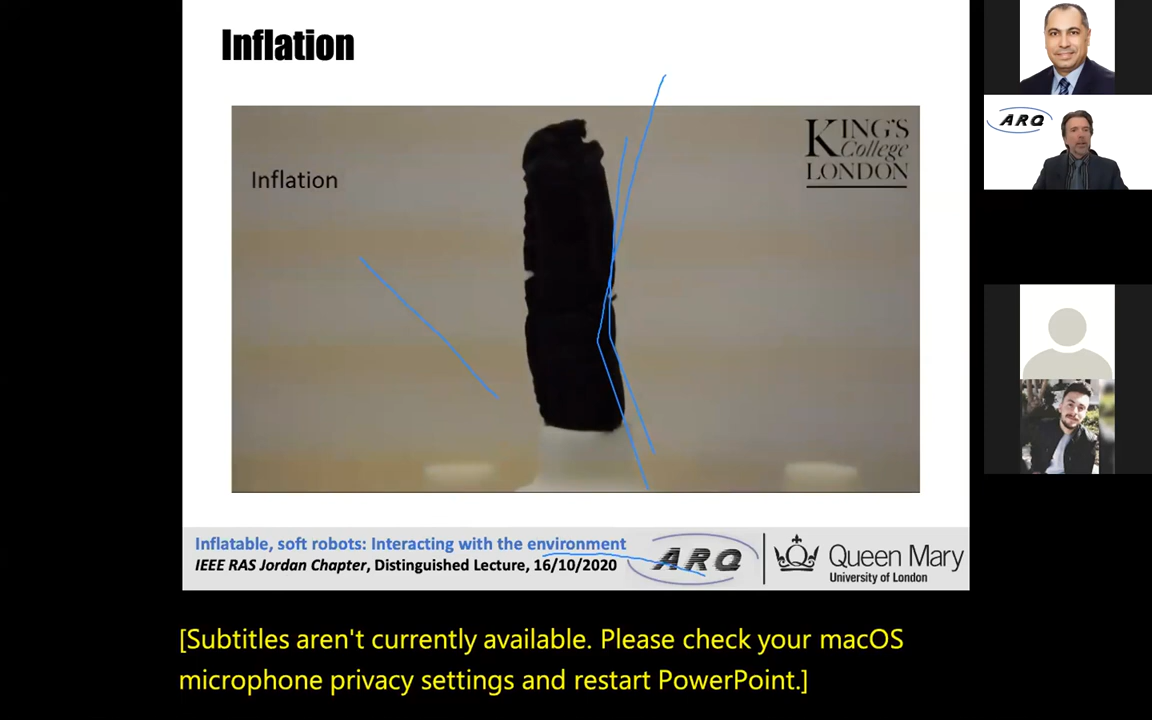 Inflation
Inflation
KING'S
College
LONDON
ARQ
Inflatable, soft robots: Interacting with the environment
IEEE RAS Jordan Chapter, Distinguished Lecture, 16/10/2020
ARQ
Queen Mary
University of London
[Subtitles aren't currently available. Please check your macOS
microphone privacy settings and restart PowerPoint.]